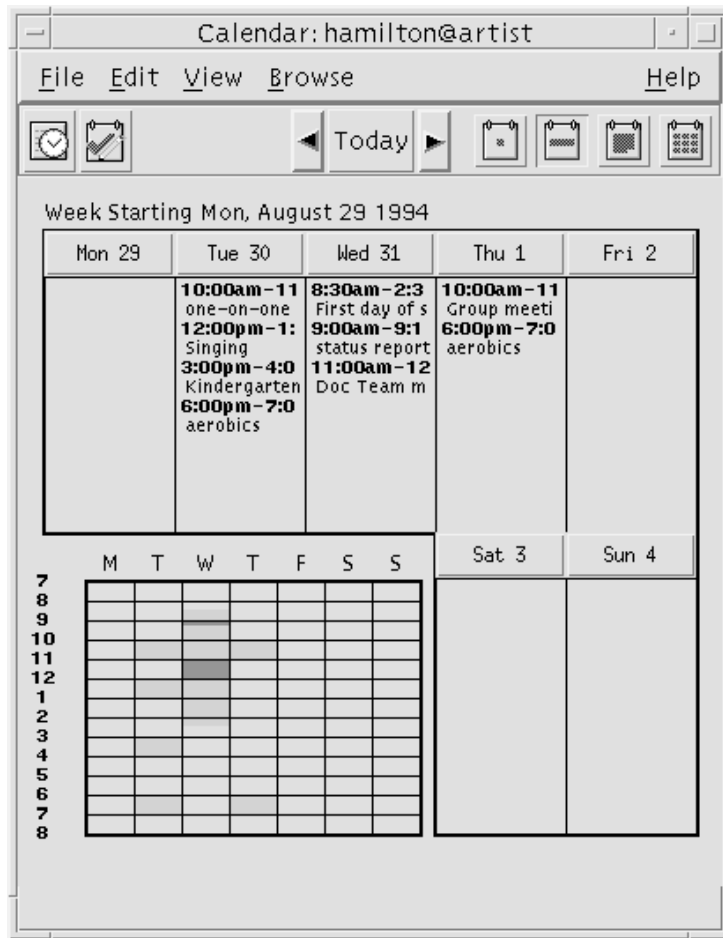 Calendar: hamilton@artist
File Edit View Browse Help
Today
Week Starting Mon, August 29 1994
Mon 29 Tue 30 Wed 31 Thu 1 Fri 2
10:00am-11
one-on-one
12:00pm-1:
Singing
3:00pm-4:0
Kindergarten
6:00pm-7:0
aerobics
8:30am-2:3
First day of s
9:00am-9:1
status report
11:00am-12
Doc Team m
10:00am-11
Group meeti
6:00pm-7:0
aerobics
Sat 3 Sun 4
M T W T F S S
7
8
9
10
11
12
1
2
3
4
5
6
7
8